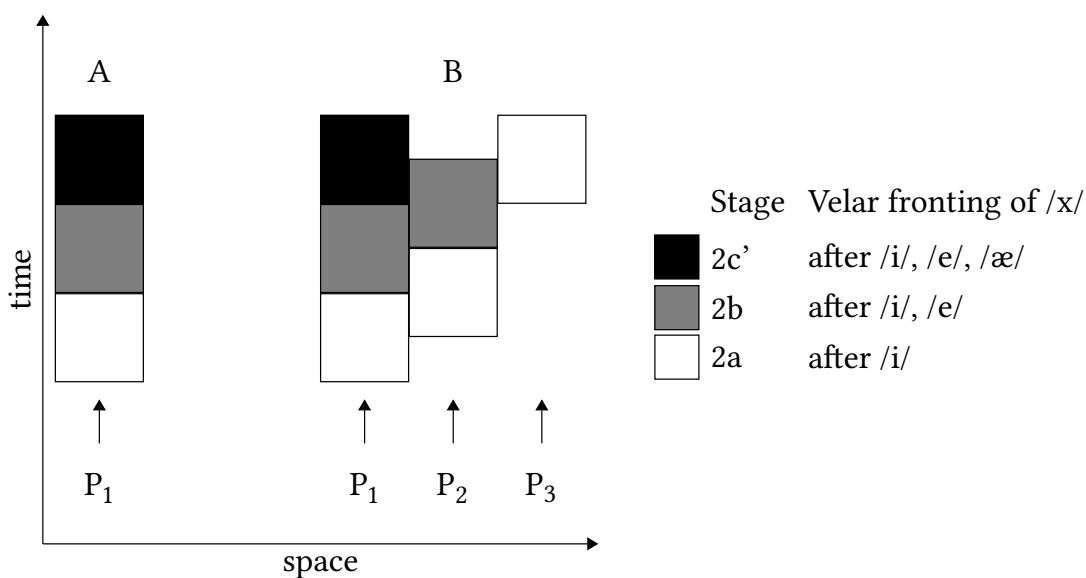 A B
time
Stage Velar fronting of /x/
2c’ after /i/, /e/, /æ/
2b after /i/, /e/
2a after /i/
P₁ P₁ P₂ P₃
space